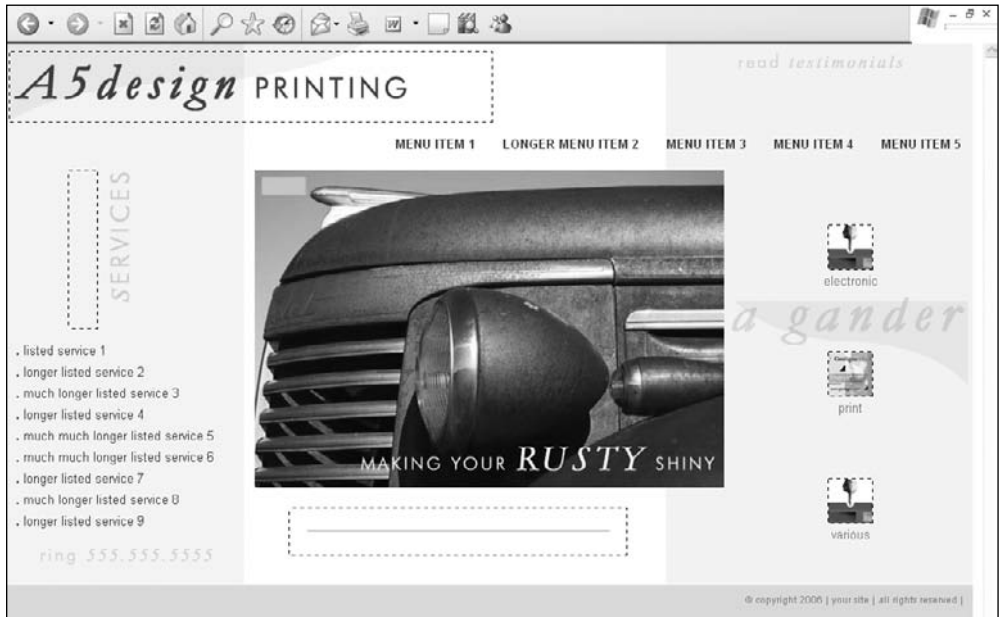 A5design PRINTING
read testimonials
MENU ITEM 1 LONGER MENU ITEM 2 MENU ITEM 3 MENU ITEM 4 MENU ITEM 5
SERVICES
. listed service 1
. longer listed service 2
. much longer listed service 3
. longer listed service 4
. much much longer listed service 5
. much much longer listed service 6
. longer listed service 7
. much longer listed service 8
. longer listed service 9
ring 555.555.5555
MAKING YOUR RUSTY SHINY
electronic
a gander
print
various
© copyright 2006 | your site | all rights reserved |